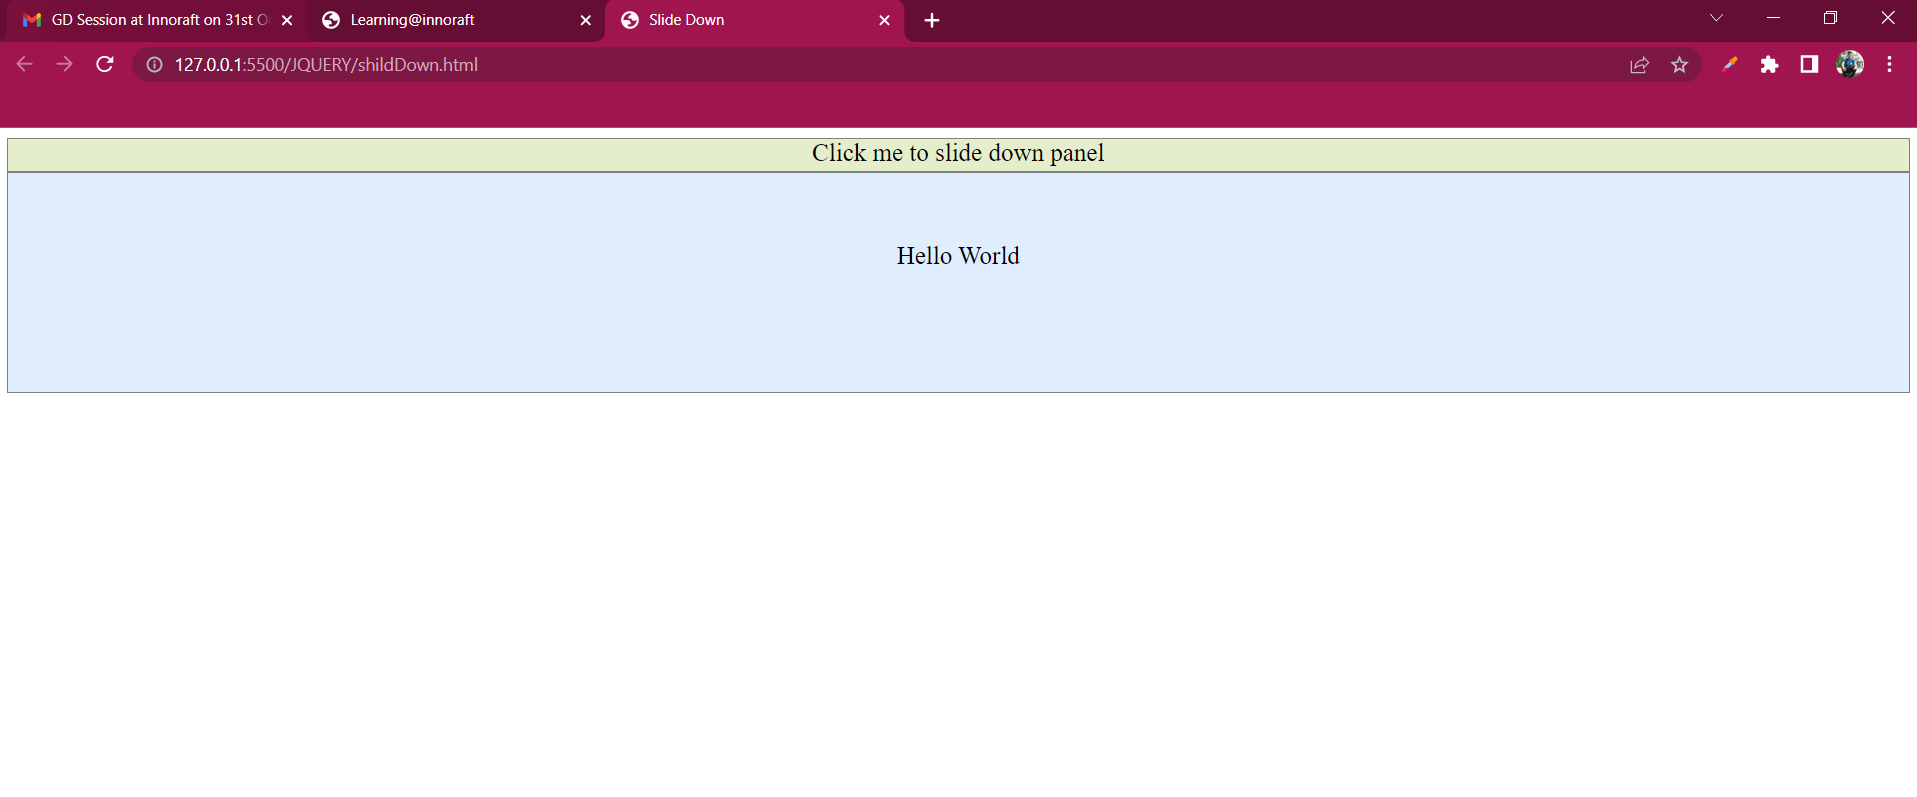 GD Session at Innoraft on 31st O
Learning@innoraft
Slide Down
127.0.0.1:5500/JQUERY/shildDown.html
Click me to slide down panel
Hello World